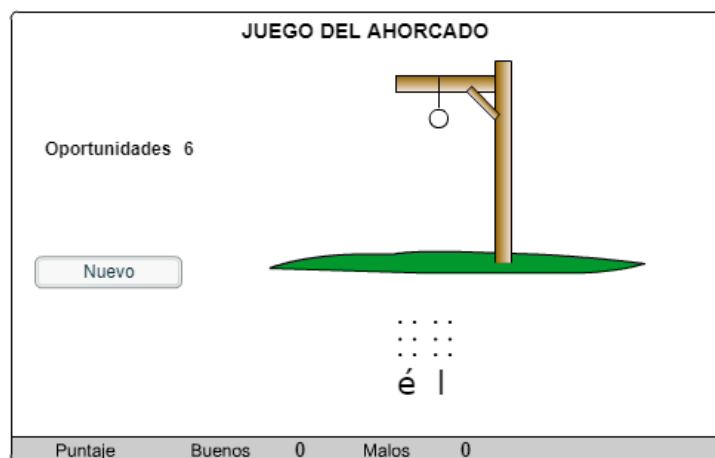 JUEGO DEL AHORCADO
Oportunidades 6
Nuevo
é l
Puntaje Buenos 0 Malos 0